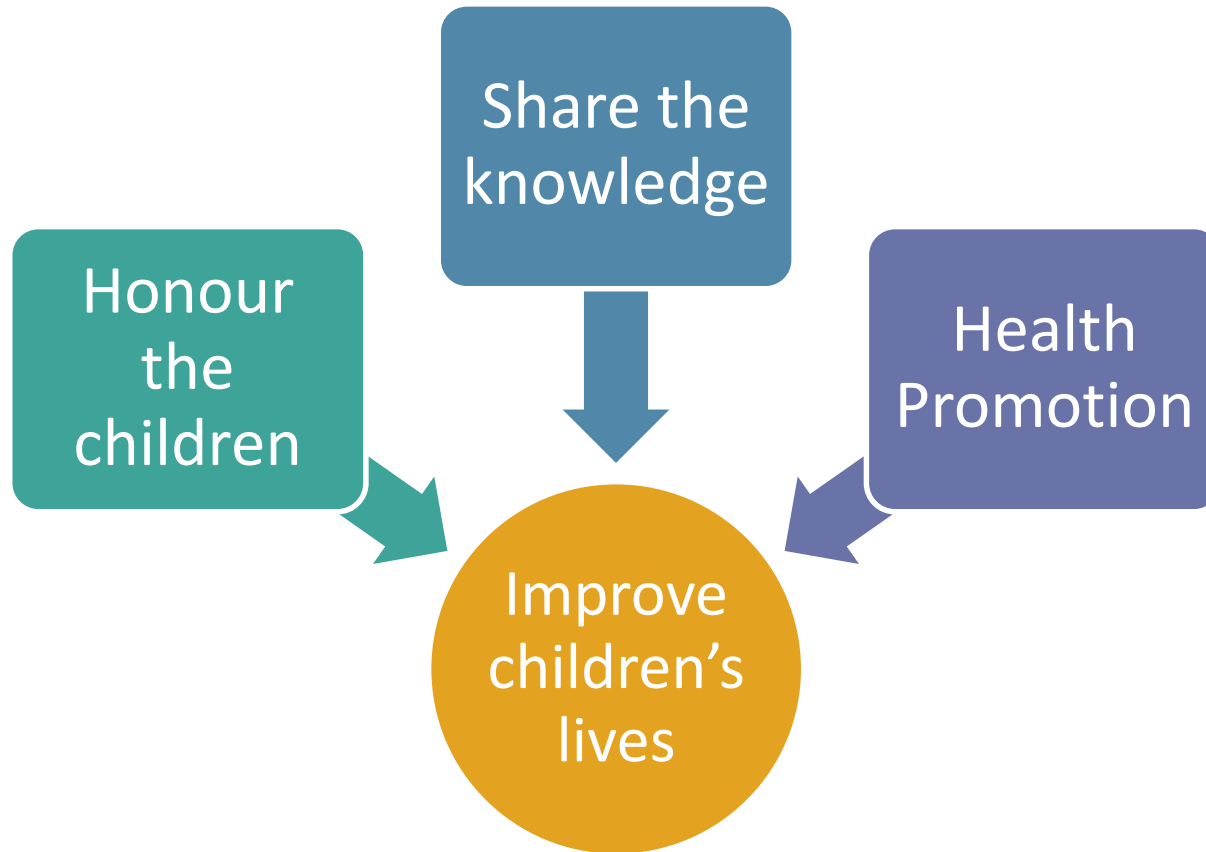 Share the
knowledge
Honour
the
children
Health
Promotion
Improve
children’s
lives